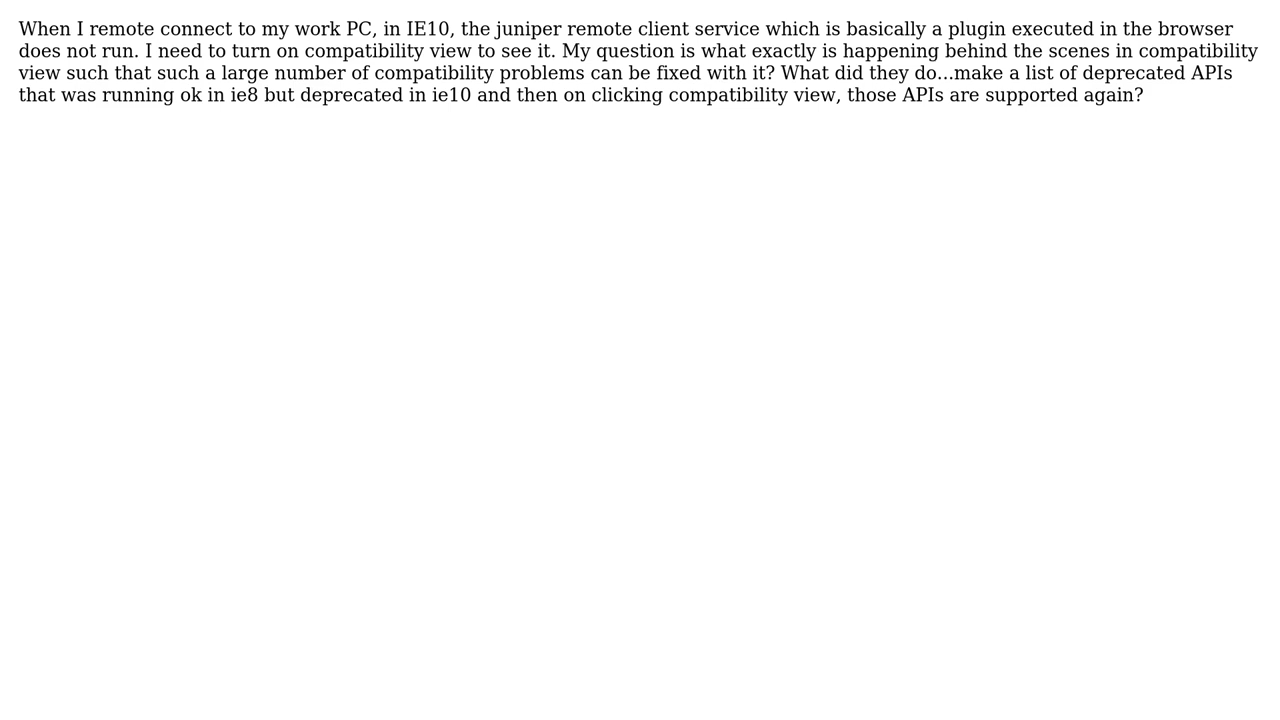 When I remote connect to my work PC, in IE10, the juniper remote client service which is basically a plugin executed in the browser
does not run. I need to turn on compatibility view to see it. My question is what exactly is happening behind the scenes in compatibility
view such that such a large number of compatibility problems can be fixed with it? What did they do...make a list of deprecated APIs
that was running ok in ie8 but deprecated in ie10 and then on clicking compatibility view, those APIs are supported again?